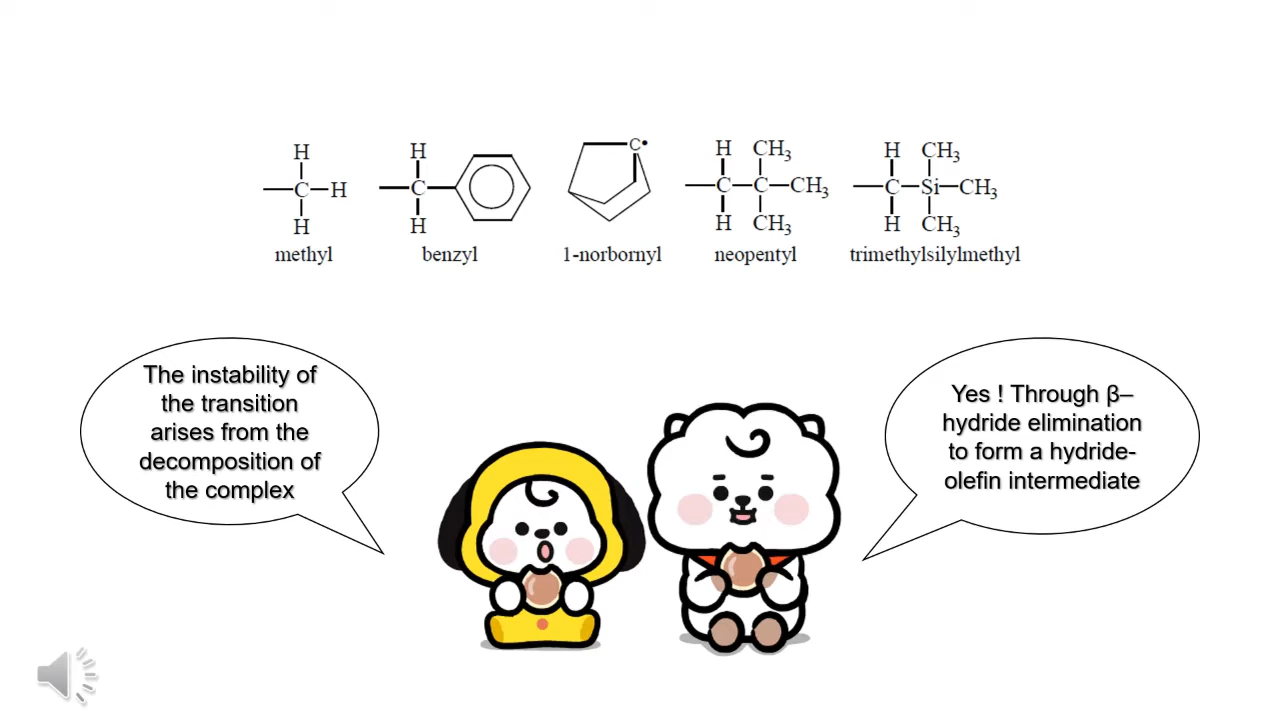 H H C• H CH₃ H CH₃
C H C C C CH₃ C Si CH₃
H H H CH₃ H CH₃
methyl benzyl 1-norbornyl neopentyl trimethylsilylmethyl
The instability of
the transition
arises from the
decomposition of
the complex
Yes ! Through β–
hydride elimination
to form a hydride-
olefin intermediate